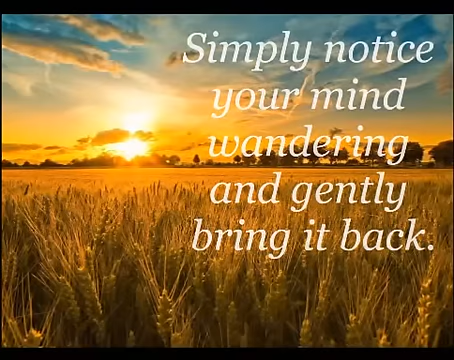 Simply notice
your mind
wandering
and gently
bring it back.